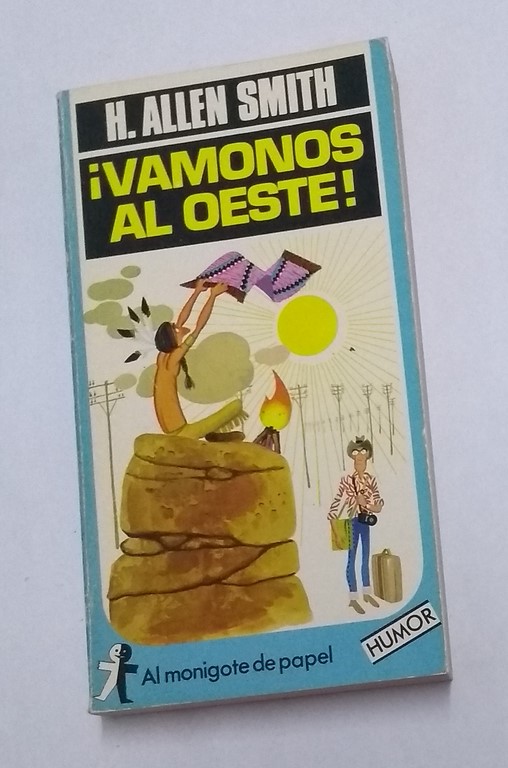 H. ALLEN SMITH
¡VAMONOS
AL OESTE!
Al monigote de papel
HUMOR